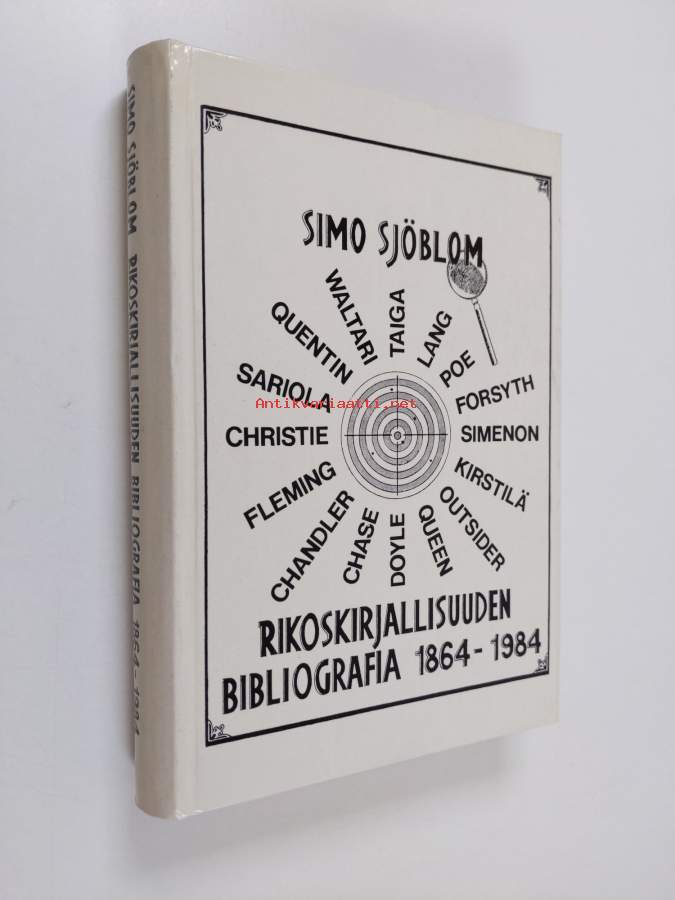 SIMO SJÖBLOM RIKOSKIRJALLISUUDEN BIBLIOGRAFIA 1864-1984
SIMO SJÖBLOM
TAIGA
LANG
POE
FORSYTH
SIMENON
KIRSTILÄ
OUTSIDER
QUEEN
DOYLE
CHASE
CHANDLER
FLEMING
CHRISTIE
SARIOLA
QUENTIN
WALTARI
Antikvariaatti.net
RIKOSKIRJALLISUUDEN
BIBLIOGRAFIA 1864-1984